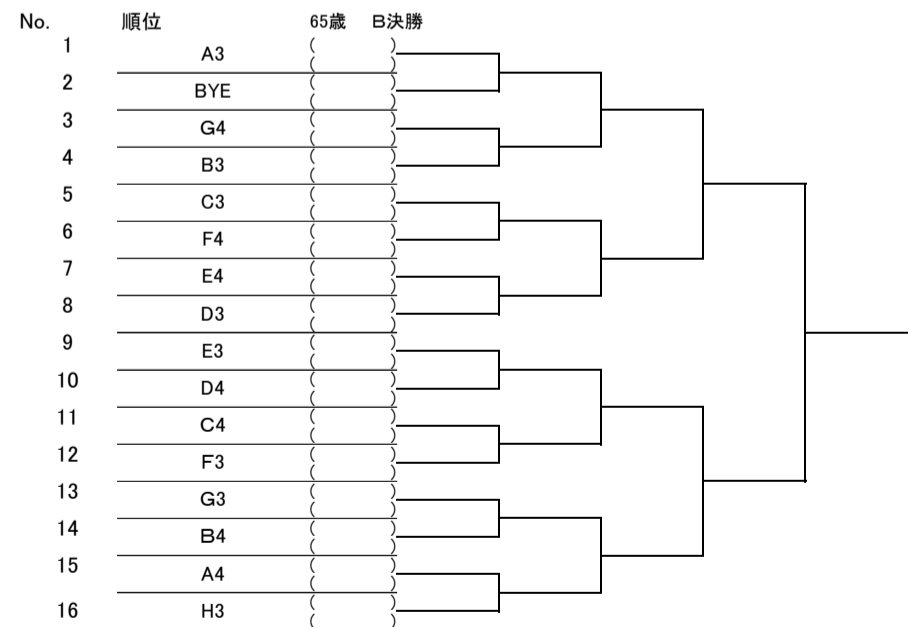 No. 順位 65歳 B決勝
1 A3 ( )
( )
2 BYE ( )
( )
3 G4 ( )
( )
4 B3 ( )
( )
5 C3 ( )
( )
6 F4 ( )
( )
7 E4 ( )
( )
8 D3 ( )
( )
9 E3 ( )
( )
10 D4 ( )
( )
11 C4 ( )
( )
12 F3 ( )
( )
13 G3 ( )
( )
14 B4 ( )
( )
15 A4 ( )
( )
16 H3 ( )
( )